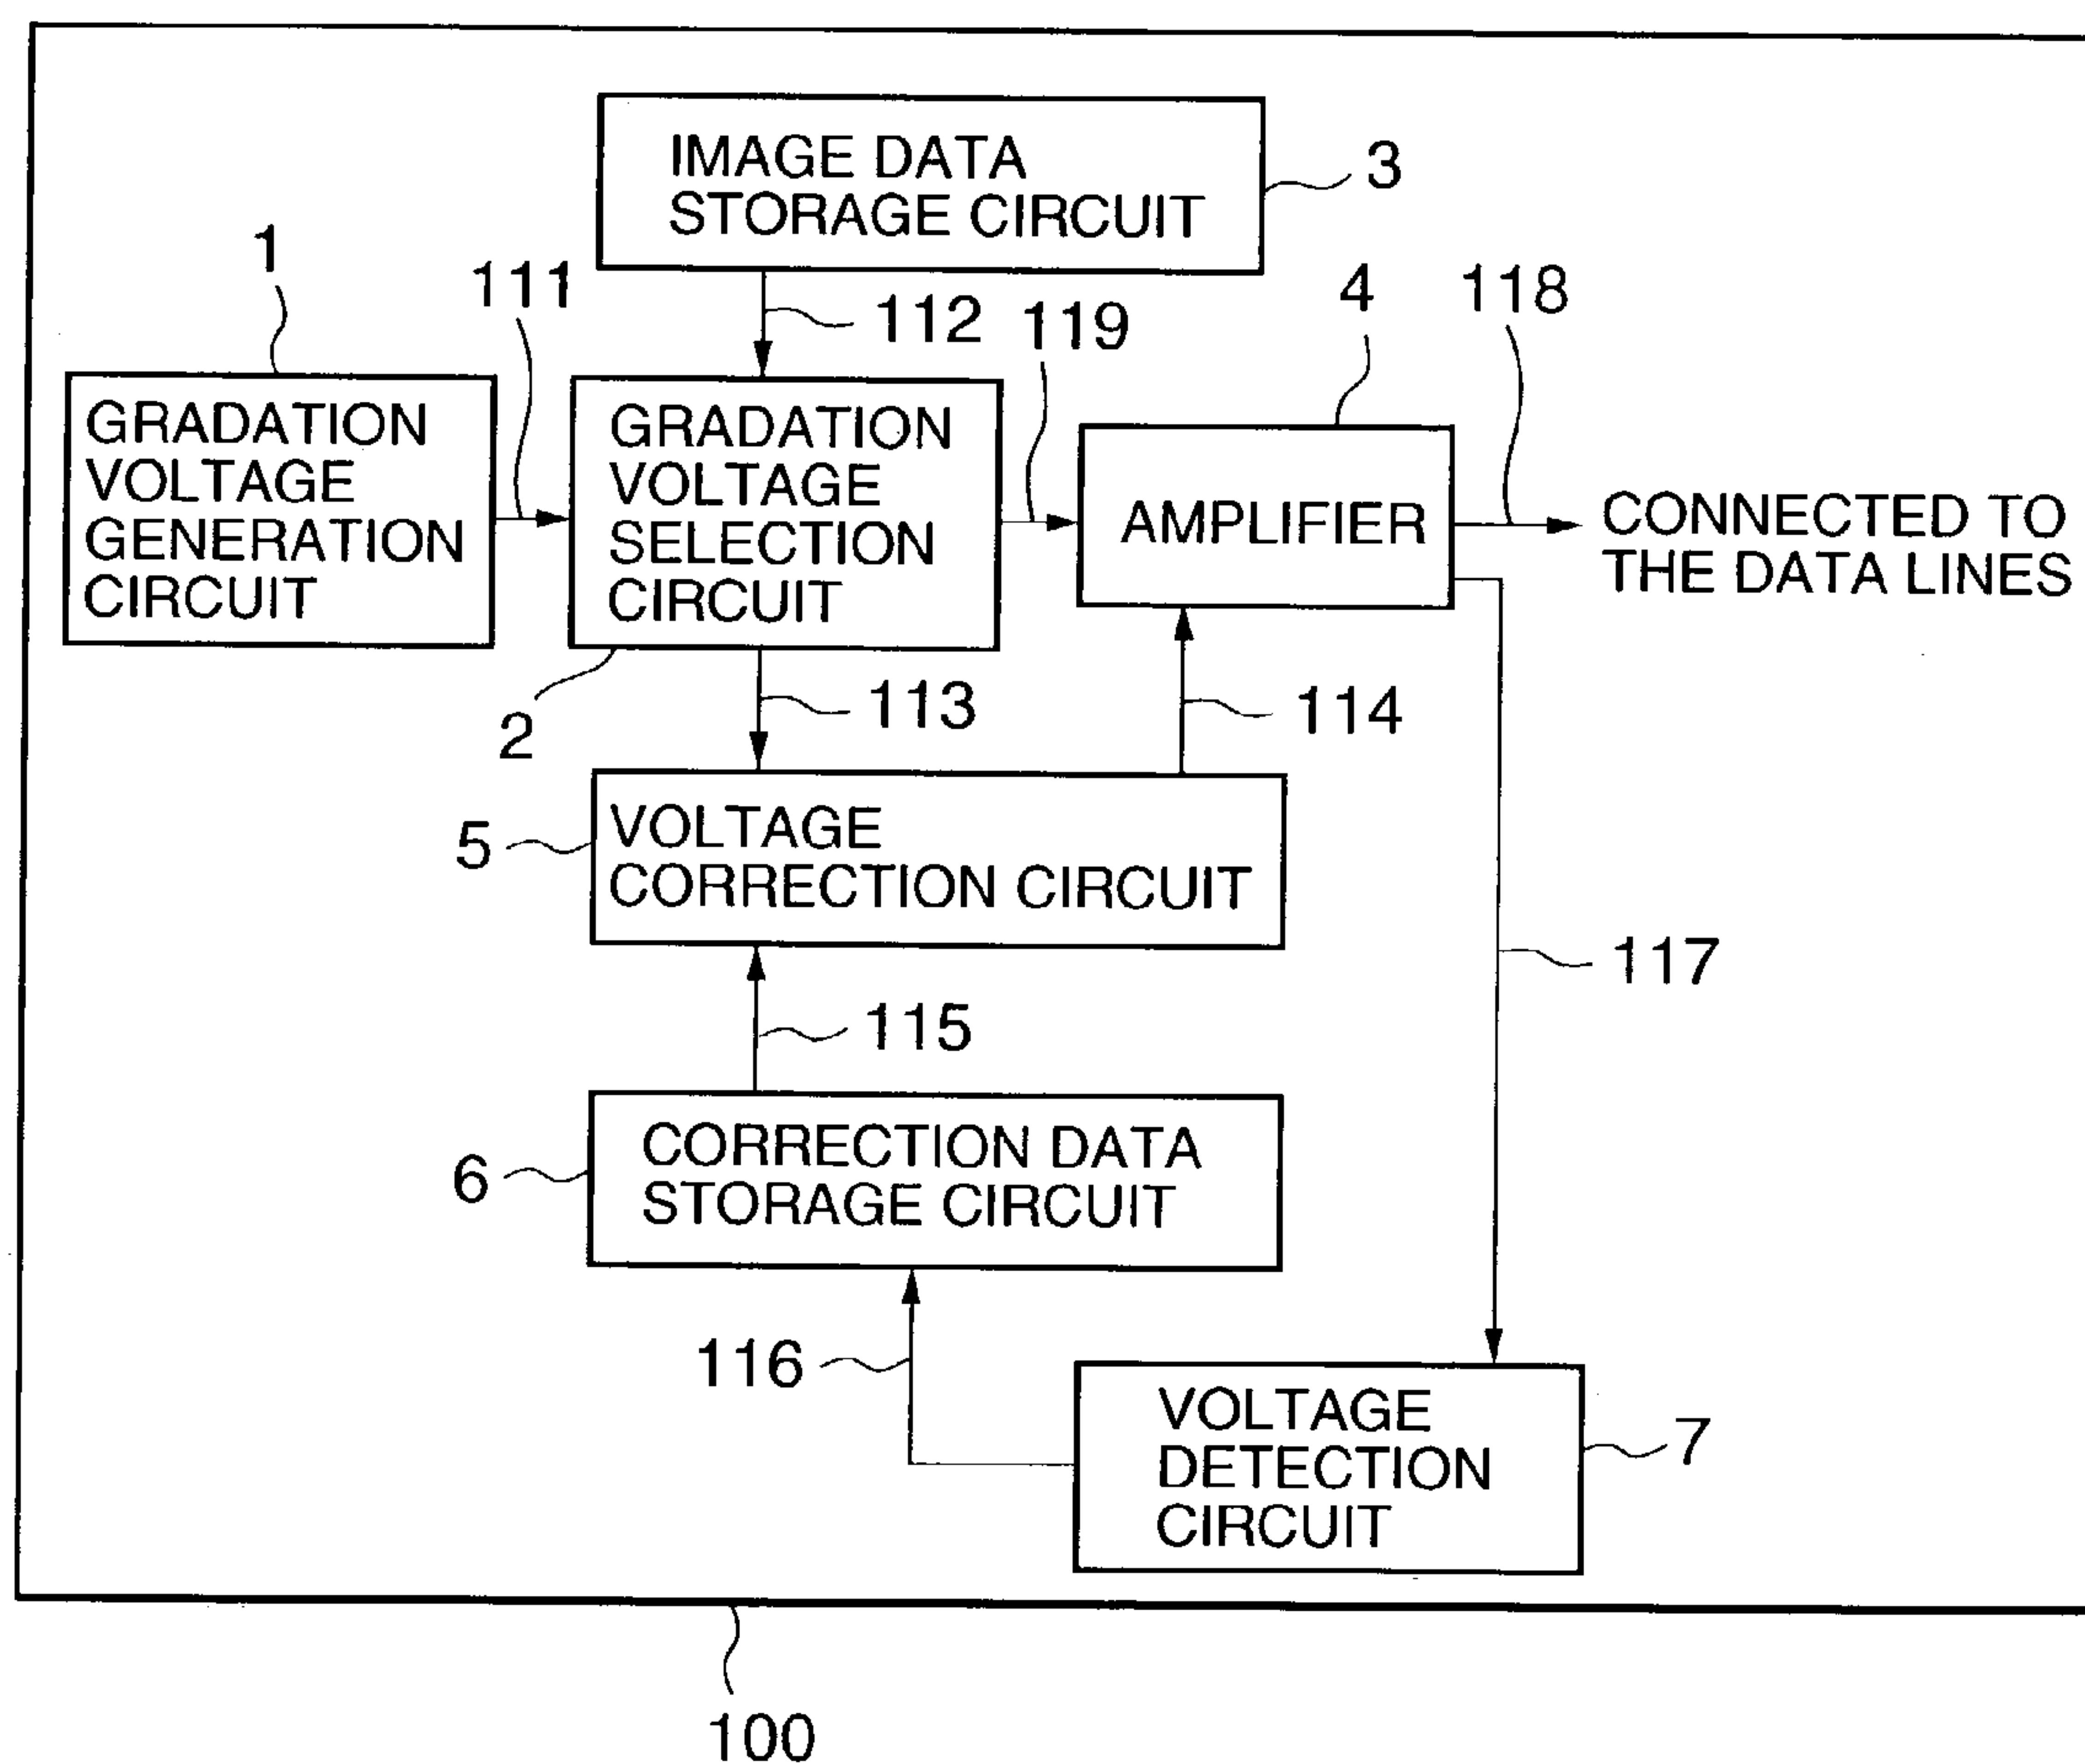 IMAGE DATA
STORAGE CIRCUIT
3
1
111
112
119
4
118
GRADATION
VOLTAGE
GENERATION
CIRCUIT
GRADATION
VOLTAGE
SELECTION
CIRCUIT
AMPLIFIER
CONNECTED TO
THE DATA LINES
2
113
114
5
VOLTAGE
CORRECTION CIRCUIT
117
115
6
CORRECTION DATA
STORAGE CIRCUIT
116
VOLTAGE
DETECTION
CIRCUIT
7
100